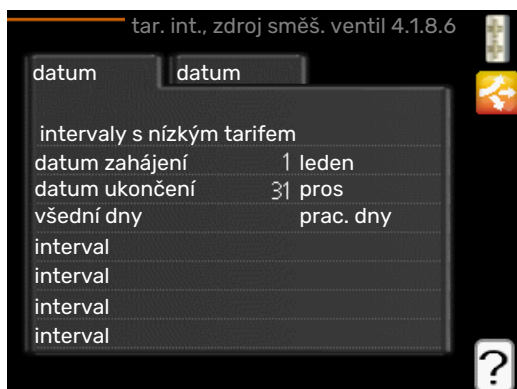 tar. int., zdroj směš. ventil 4.1.8.6
datum datum
intervaly s nízkým tarifem
datum zahájení 1 leden
datum ukončení 31 pros
všední dny prac. dny
interval
interval
interval
interval
?